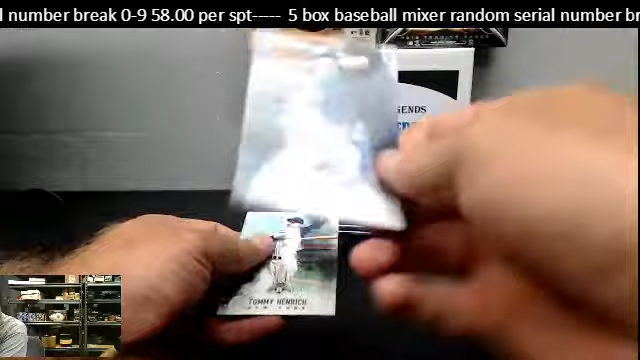 l number break 0-9 58.00 per spt----- 5 box baseball mixer random serial number br
GENDS
TOMMY HENRICH
NEW YORK